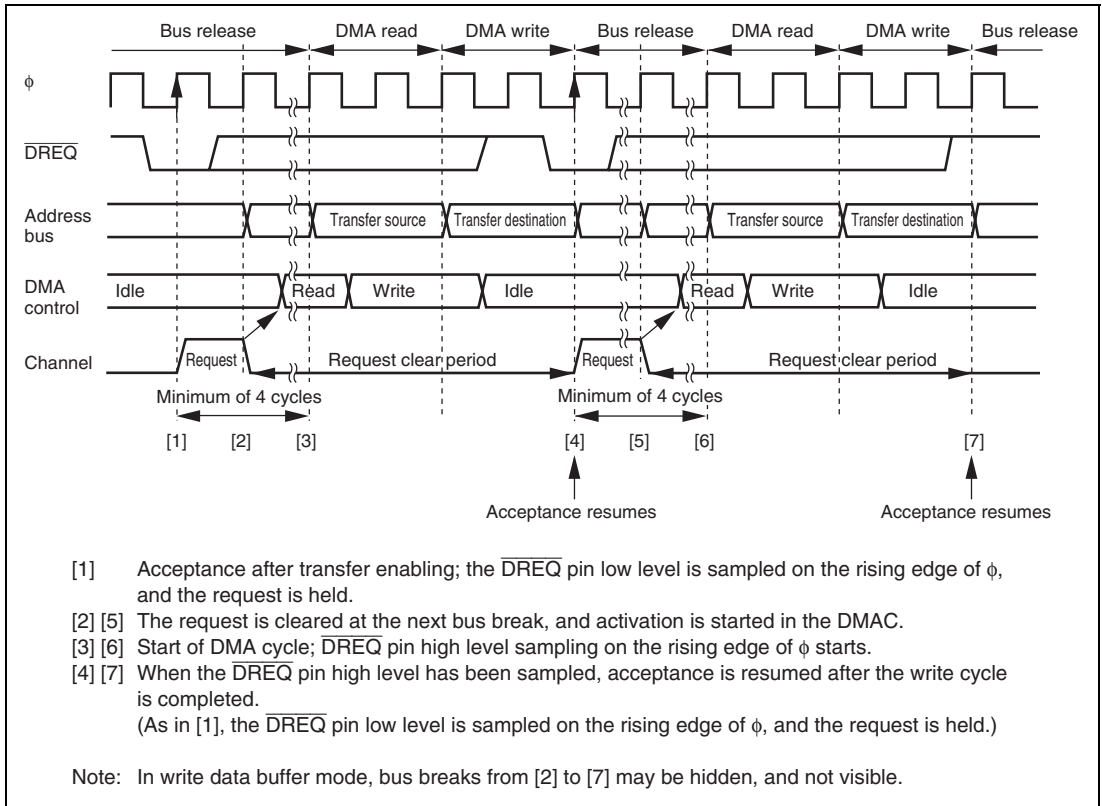 Bus release DMA read DMA write Bus release DMA read DMA write Bus release
ϕ
DREQ
Address bus
Transfer source Transfer destination Transfer source Transfer destination
DMA control
Idle Read Write Idle Read Write Idle
Channel
Request Request clear period Request Request clear period
Minimum of 4 cycles Minimum of 4 cycles
[1] [2] [3] [4] [5] [6] [7]
Acceptance resumes Acceptance resumes
[1] Acceptance after transfer enabling; the DREQ pin low level is sampled on the rising edge of ϕ,
and the request is held.
[2] [5] The request is cleared at the next bus break, and activation is started in the DMAC.
[3] [6] Start of DMA cycle; DREQ pin high level sampling on the rising edge of ϕ starts.
[4] [7] When the DREQ pin high level has been sampled, acceptance is resumed after the write cycle
is completed.
(As in [1], the DREQ pin low level is sampled on the rising edge of ϕ, and the request is held.)
Note: In write data buffer mode, bus breaks from [2] to [7] may be hidden, and not visible.